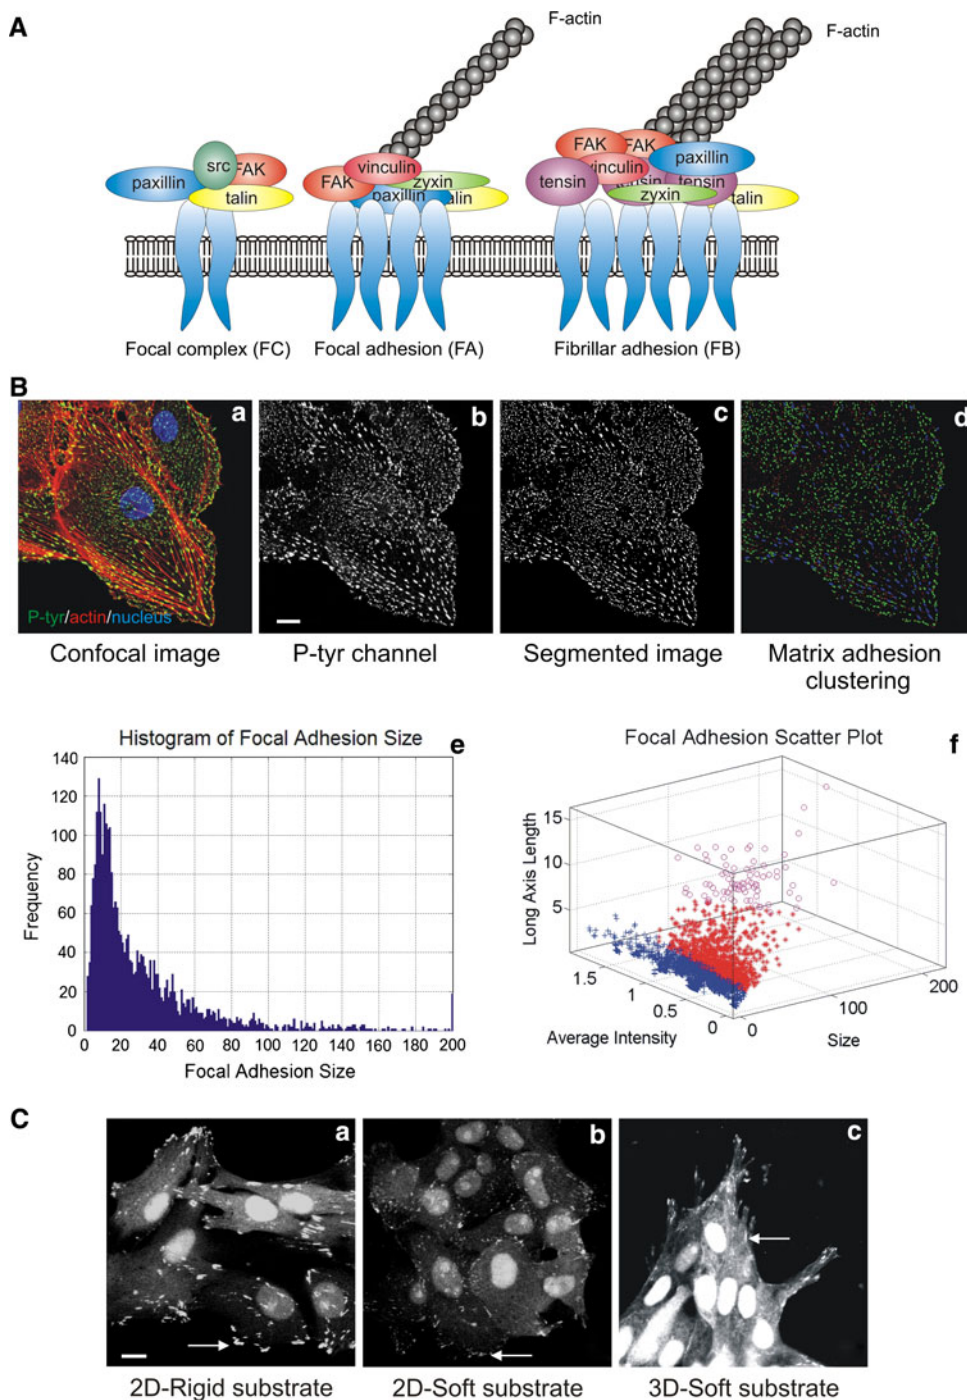 A
F-actin
F-actin
src
FAK
paxillin
talin
vinculin
FAK
zyxin
paxillin
talin
FAK
FAK
vinculin
paxillin
tensin
tensin
tensin
zyxin
talin
Focal complex (FC)
Focal adhesion (FA)
Fibrillar adhesion (FB)
B
a
b
c
d
P-tyr/actin/nucleus
Confocal image
P-tyr channel
Segmented image
Matrix adhesion
clustering
Histogram of Focal Adhesion Size
e
140
120
100
80
60
40
20
0
Frequency
0 20 40 60 80 100 120 140 160 180 200
Focal Adhesion Size
Focal Adhesion Scatter Plot
f
15
10
5
Long Axis Length
1.5
1
0.5
0
Average Intensity
0
100
200
Size
C
a
b
c
2D-Rigid substrate
2D-Soft substrate
3D-Soft substrate